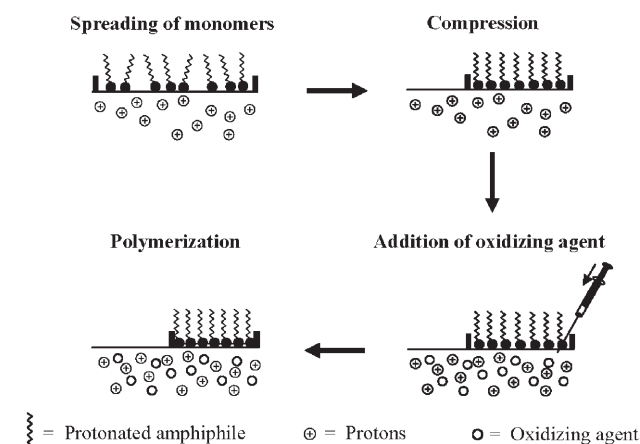 Spreading of monomers
Compression
Polymerization
Addition of oxidizing agent
= Protonated amphiphile
= Protons
= Oxidizing agent